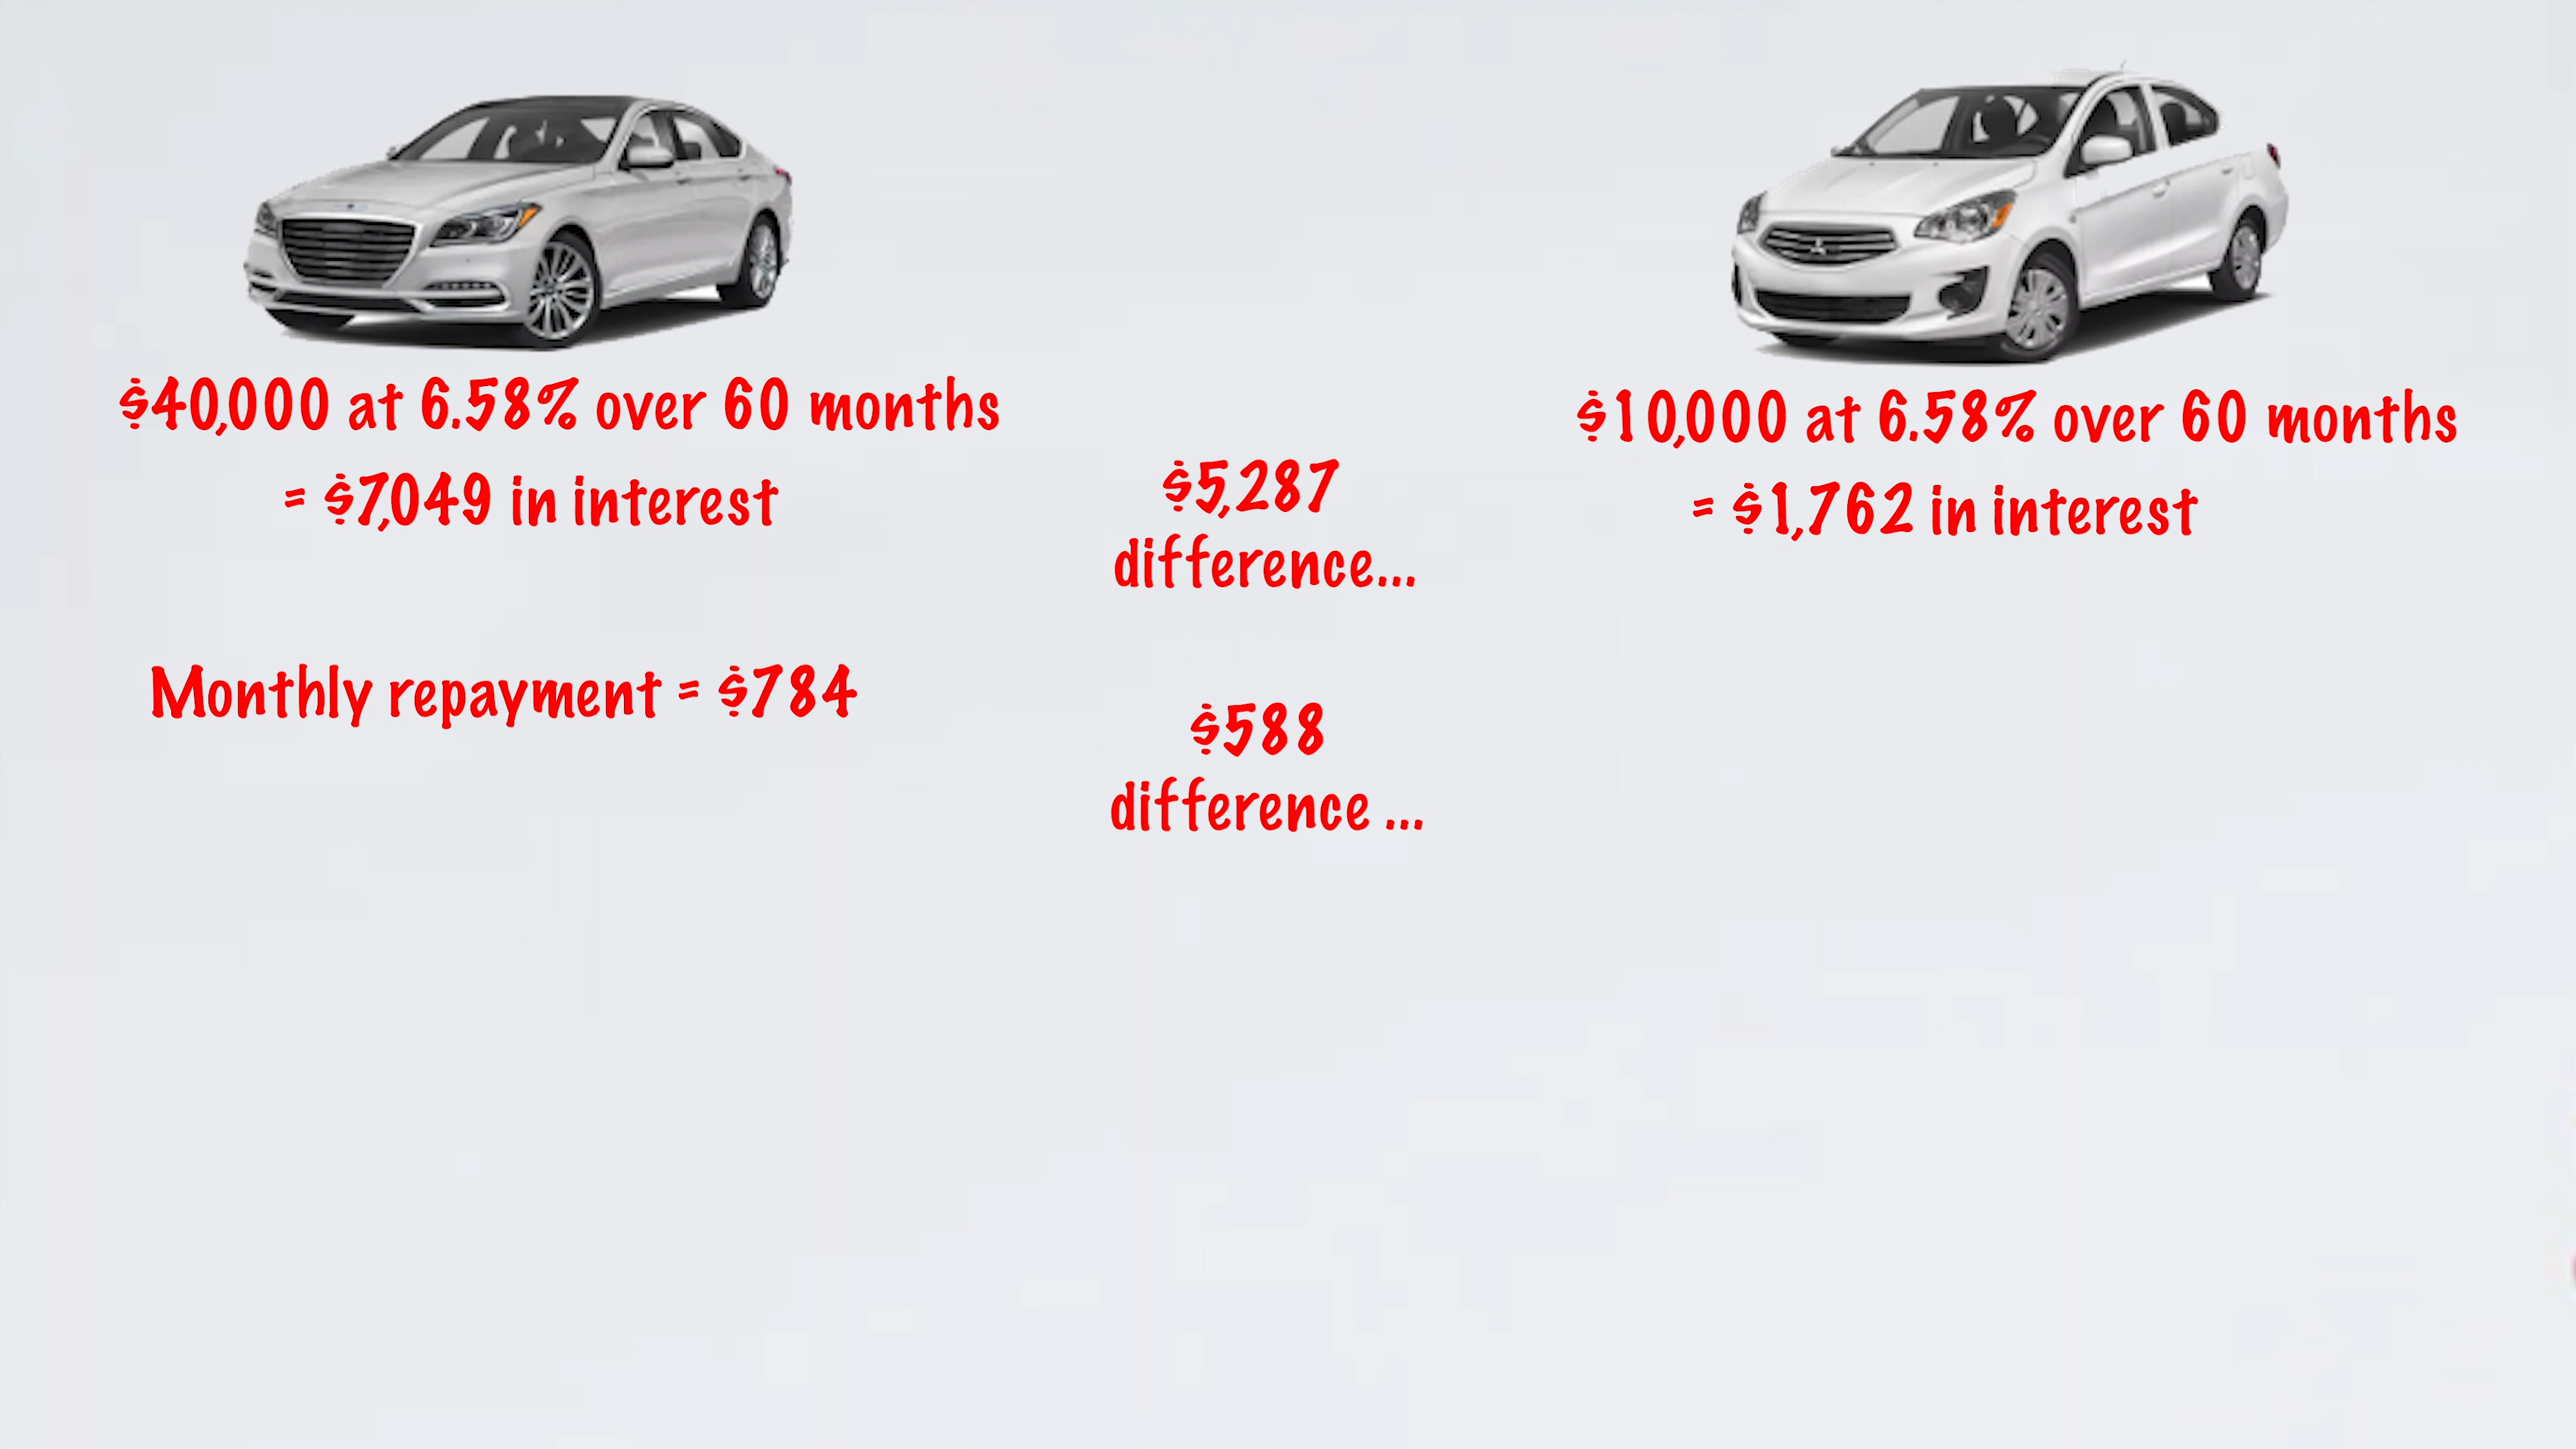 $40,000 at 6.58% over 60 months
= $7,049 in interest
$5,287
difference...
$10,000 at 6.58% over 60 months
= $1,762 in interest
Monthly repayment = $784
$588
difference ...